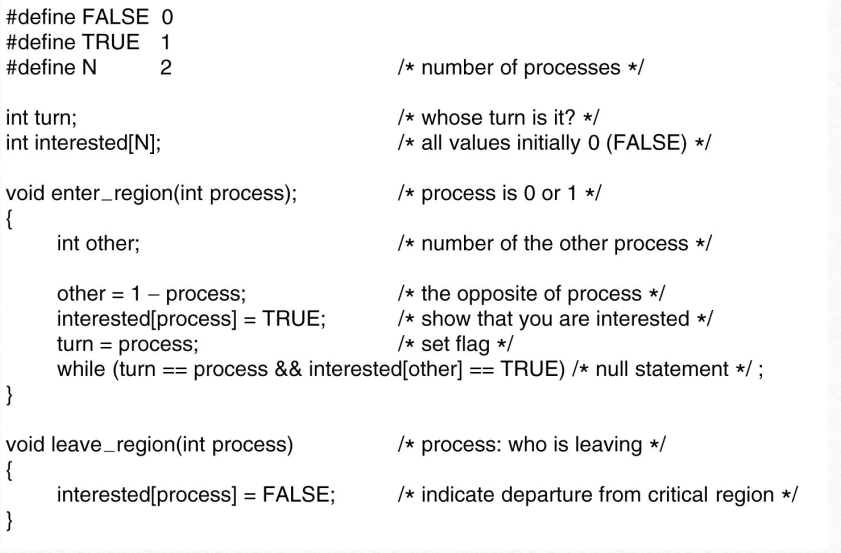 #define FALSE 0
#define TRUE 1
#define N 2 /* number of processes */
int turn; /* whose turn is it? */
int interested[N]; /* all values initially 0 (FALSE) */
void enter_region(int process); /* process is 0 or 1 */
{
int other; /* number of the other process */
other = 1 – process; /* the opposite of process */
interested[process] = TRUE; /* show that you are interested */
turn = process; /* set flag */
while (turn == process && interested[other] == TRUE) /* null statement */ ;
}
void leave_region(int process) /* process: who is leaving */
{
interested[process] = FALSE; /* indicate departure from critical region */
}